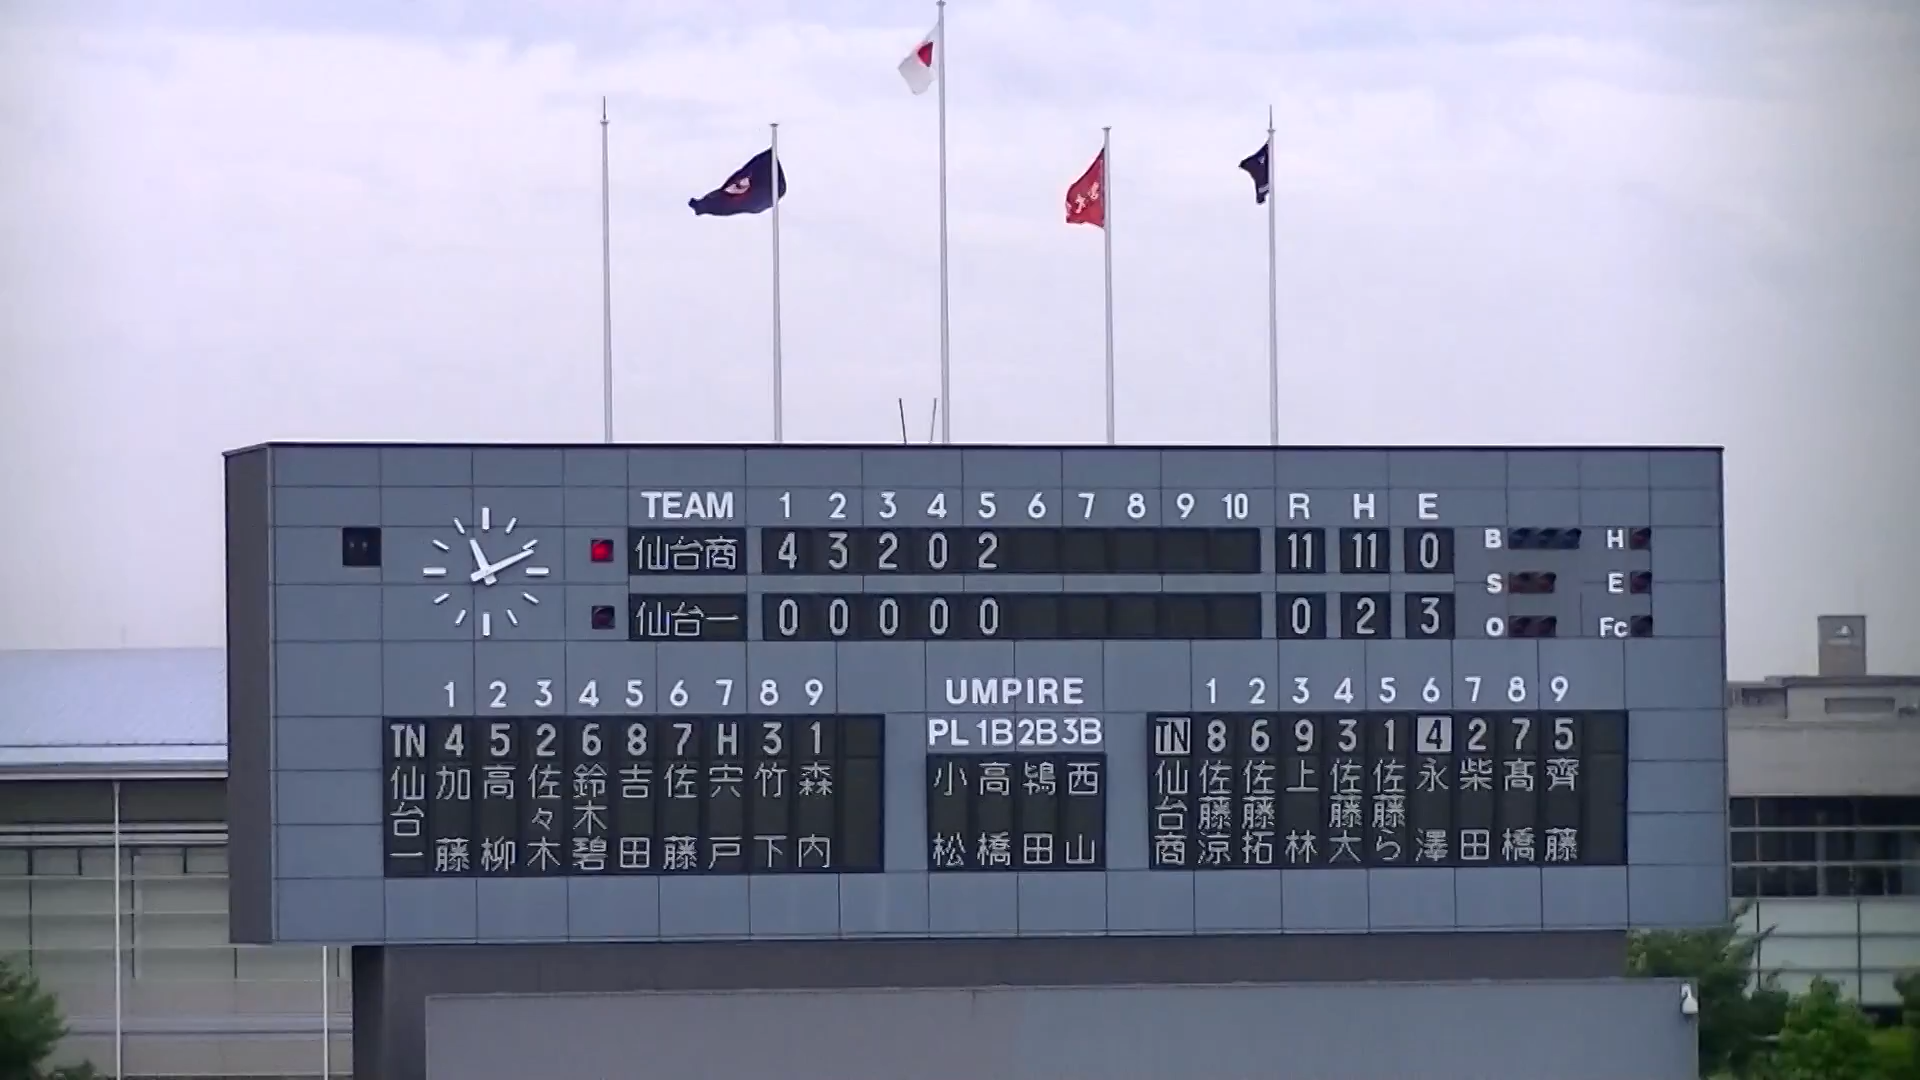 TEAM 1 2 3 4 5 6 7 8 9 10 R H E
仙台商 4 3 2 0 2 11 11 0
仙台一 0 0 0 0 0 0 2 3
B H
S E
O Fc
1 2 3 4 5 6 7 8 9
TN 4 5 2 6 8 7 H 3 1
仙台一
加藤
高柳
佐々木
鈴木碧
吉田
佐藤
宍戸
竹下
森内
UMPIRE
PL 1B 2B 3B
小松
高橋
鴇田
西山
1 2 3 4 5 6 7 8 9
TN 8 6 9 3 1 4 2 7 5
仙台商
佐藤涼
佐藤拓
上林
佐藤大
佐藤ら
永澤
柴田
髙橋
齊藤